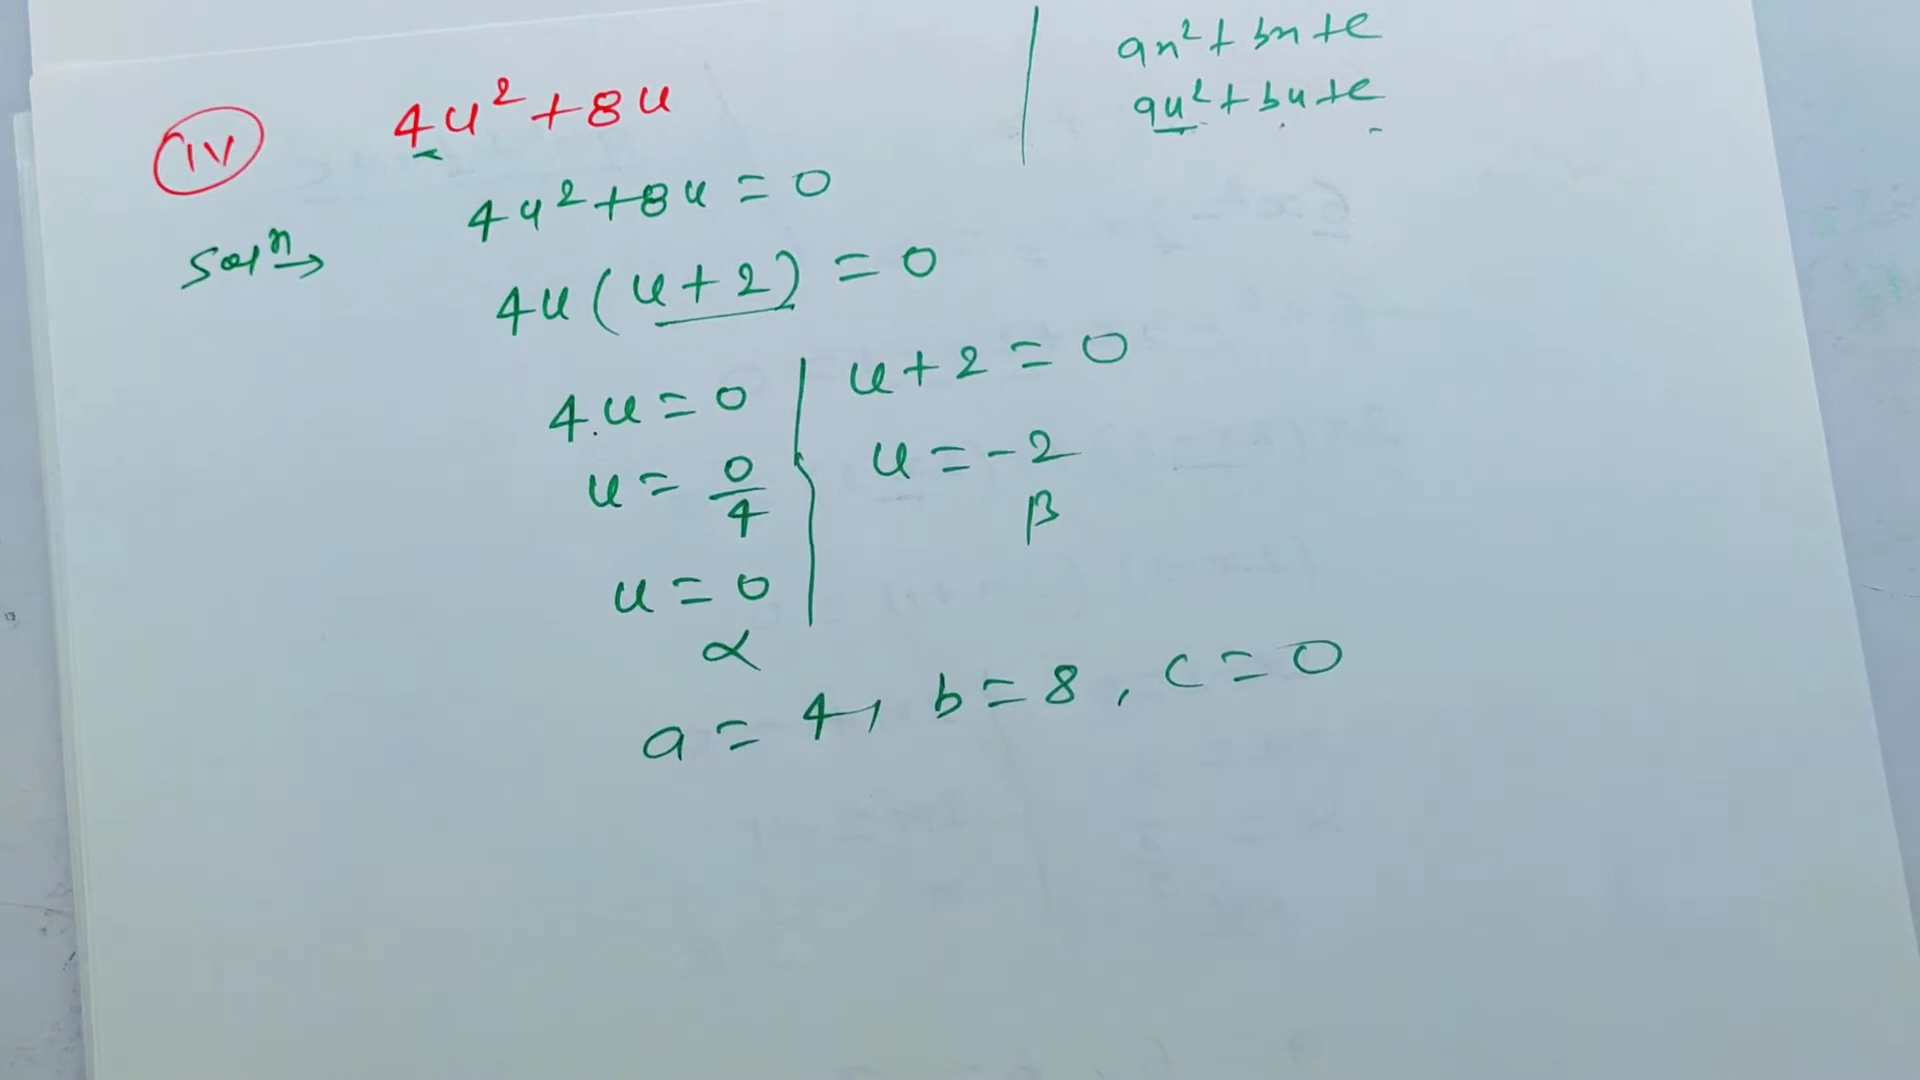 (IV) 4u² + 8u
ax² + bx + c
au² + bu + c
Solⁿ→ 4u² + 8u = 0
4u (u + 2) = 0
4.u = 0 | u + 2 = 0
u = 0/4 | u = -2
β
u = 0
α
a = 4, b = 8, c = 0